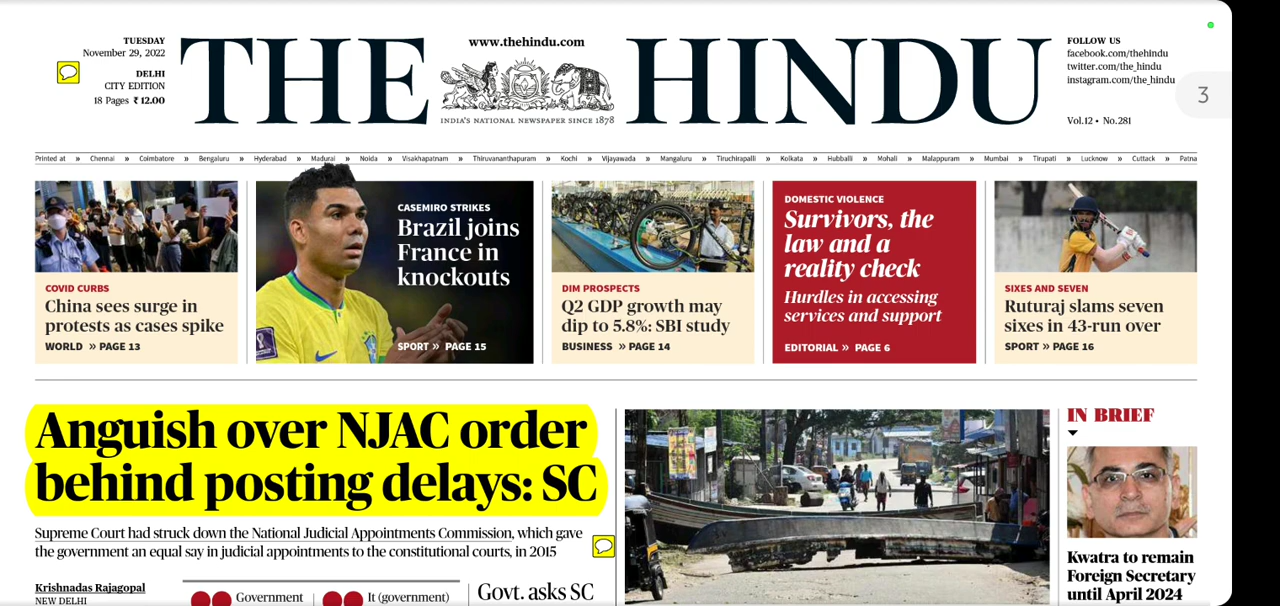 TUESDAY
November 29, 2022
DELHI
CITY EDITION
18 Pages ₹ 12.00
THE HINDU
www.thehindu.com
INDIA'S NATIONAL NEWSPAPER SINCE 1878
FOLLOW US
facebook.com/thehindu
twitter.com/the_hindu
instagram.com/the_hindu
Vol.12 • No.281
3
Printed at » Chennai » Coimbatore » Bengaluru » Hyderabad » Madurai » Noida » Visakhapatnam » Thiruvananthapuram » Kochi » Vijayawada » Mangaluru » Tiruchirapalli » Kolkata » Hubballi » Mohali » Malappuram » Mumbai » Tirupati » Lucknow » Cuttack » Patna
COVID CURBS
China sees surge in
protests as cases spike
WORLD » PAGE 13
CASEMIRO STRIKES
Brazil joins
France in
knockouts
SPORT » PAGE 15
DIM PROSPECTS
Q2 GDP growth may
dip to 5.8%: SBI study
BUSINESS » PAGE 14
DOMESTIC VIOLENCE
Survivors, the
law and a
reality check
Hurdles in accessing
services and support
EDITORIAL » PAGE 6
SIXES AND SEVEN
Ruturaj slams seven
sixes in 43-run over
SPORT » PAGE 16
Anguish over NJAC order
behind posting delays: SC
Supreme Court had struck down the National Judicial Appointments Commission, which gave
the government an equal say in judicial appointments to the constitutional courts, in 2015
Krishnadas Rajagopal
NEW DELHI
Government
It (government)
Govt. asks SC
IN BRIEF
Kwatra to remain
Foreign Secretary
until April 2024